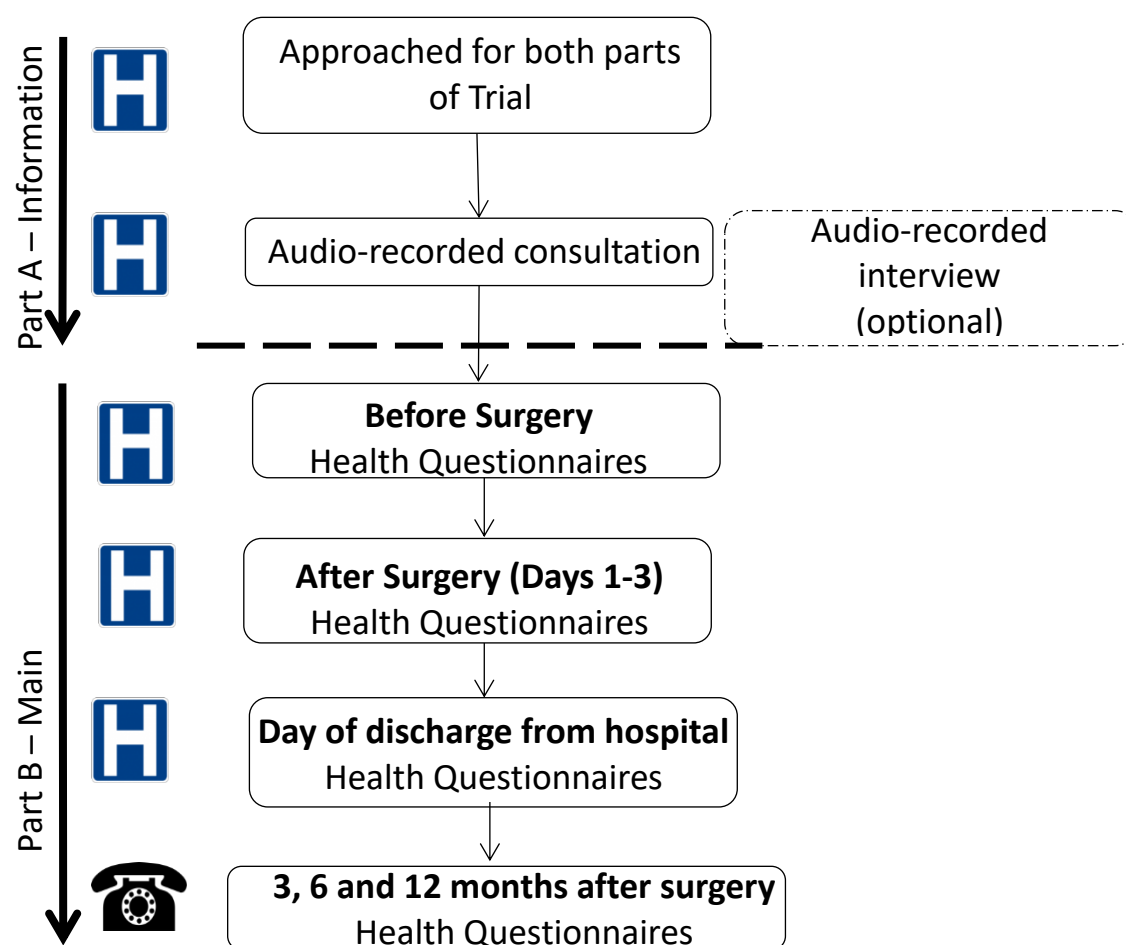 Part A – Information
H
Approached for both parts
of Trial
H
Audio-recorded consultation
Audio-recorded
interview
(optional)
Part B – Main
H
Before Surgery
Health Questionnaires
H
After Surgery (Days 1-3)
Health Questionnaires
H
Day of discharge from hospital
Health Questionnaires
3, 6 and 12 months after surgery
Health Questionnaires